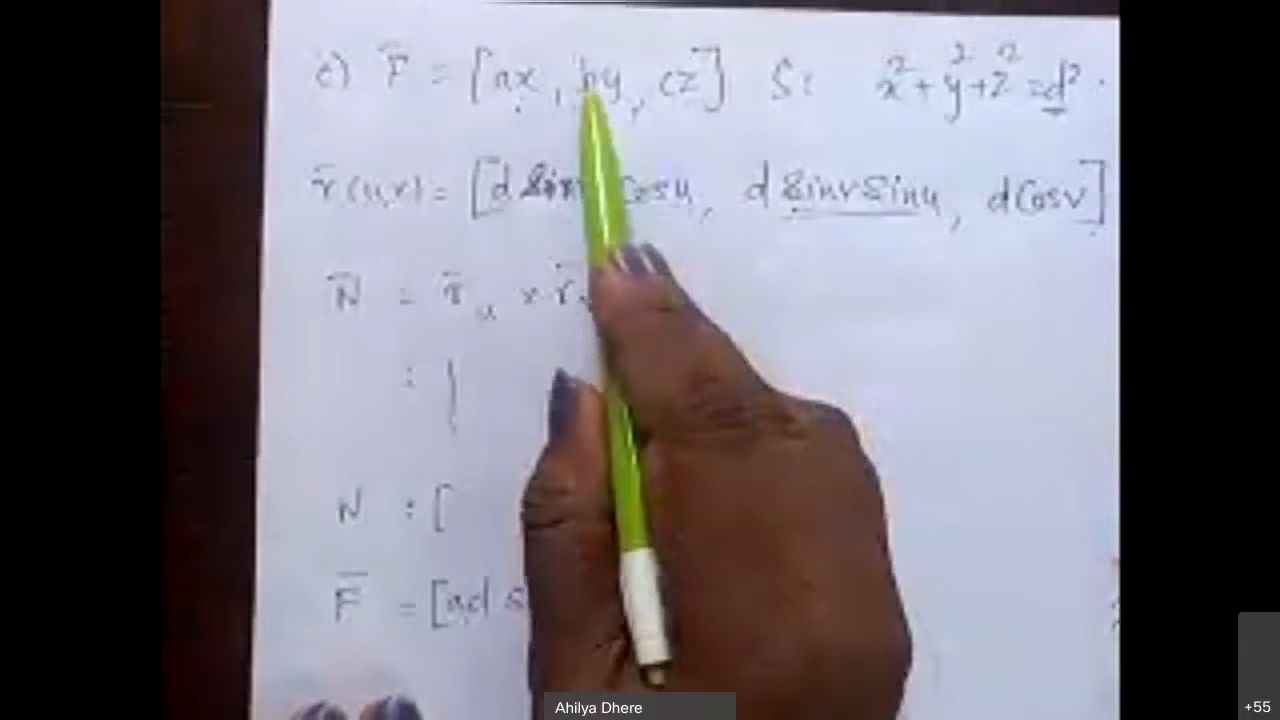 c) F̄ = [ax, by, cz] S: x²+y²+z²=d².
r̄(u,v) = [d sinv cosu, d sinv sinu, d cosv]
N̄ = r̄u × r̄
: |
N : [
F̄ = [ad s
Ahilya Dhere
+55